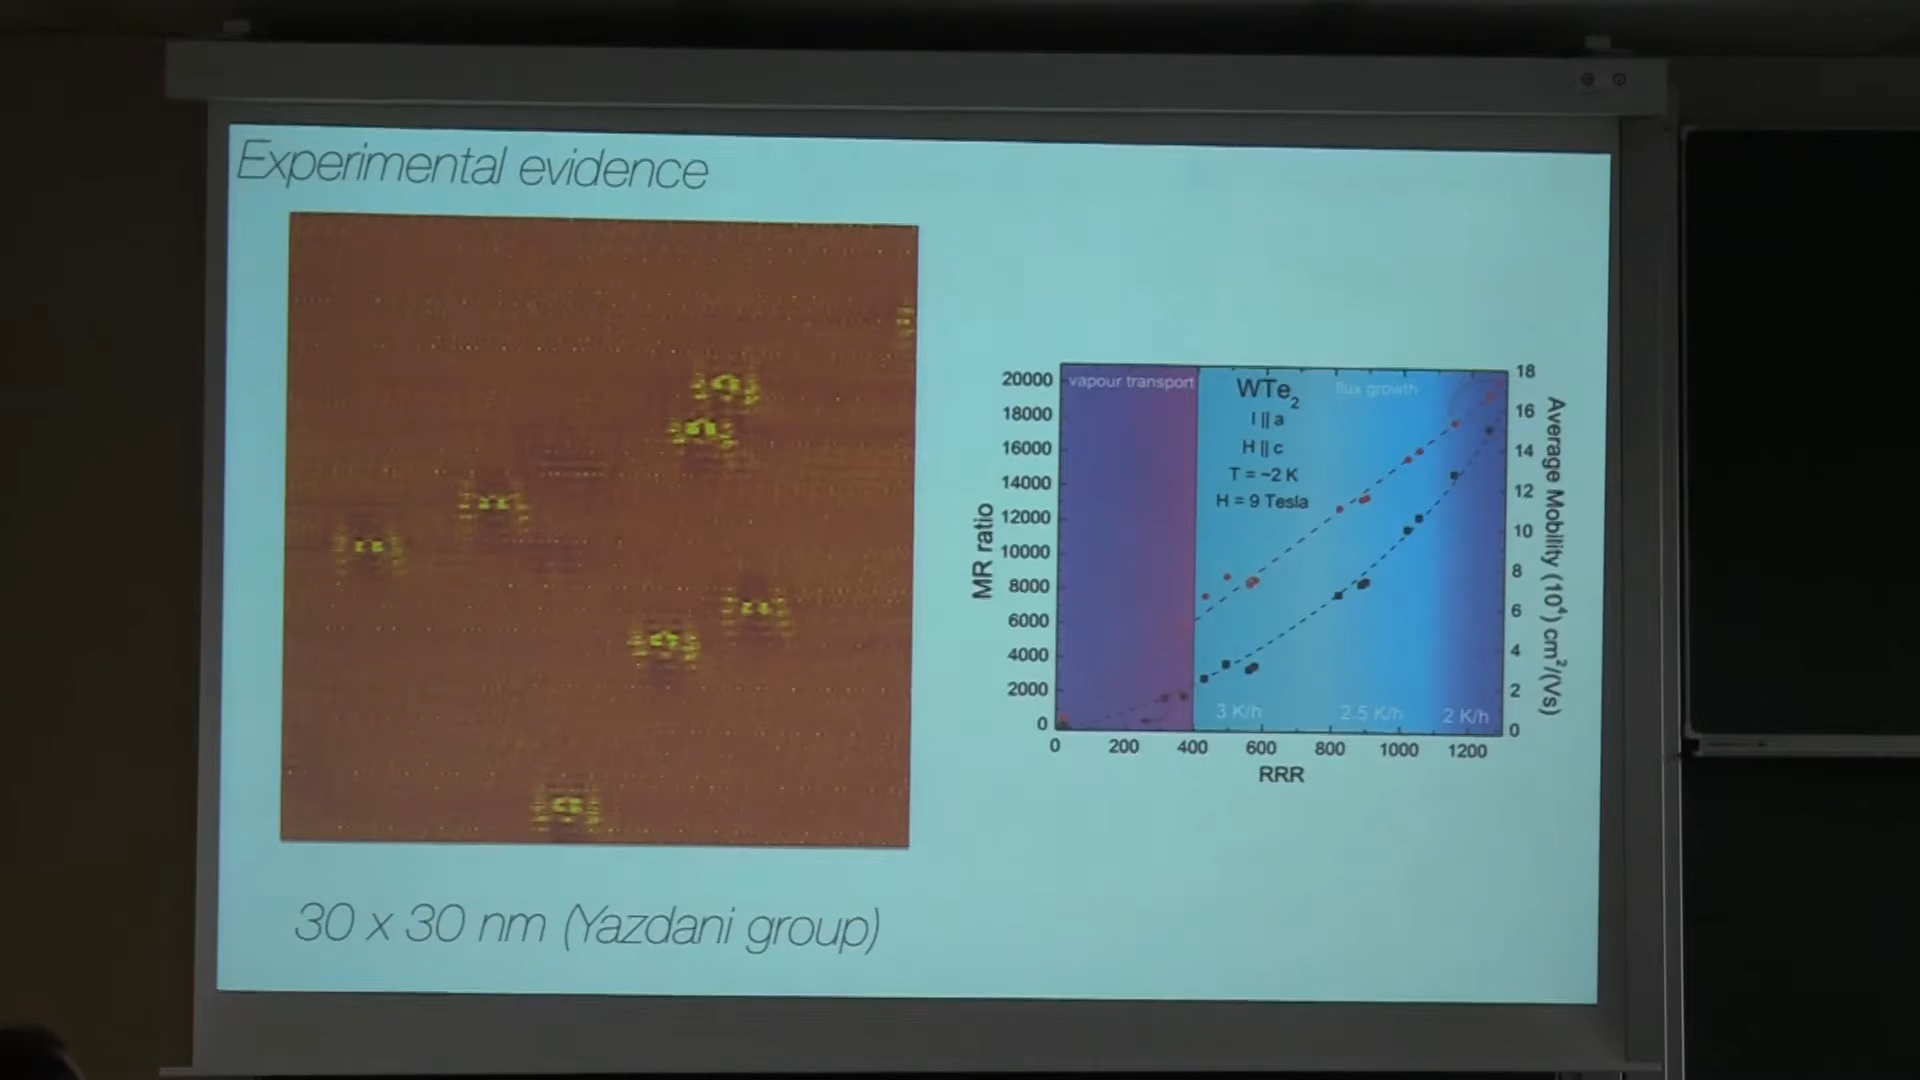 Experimental evidence
30 x 30 nm (Yazdani group)
vapour transport
flux growth
WTe2
I || a
H || c
T = ~2 K
H = 9 Tesla
3 K/h
2.5 K/h
2 K/h
MR ratio
20000
18000
16000
14000
12000
10000
8000
6000
4000
2000
0
0 200 400 600 800 1000 1200
RRR
18
16
14
12
10
8
6
4
2
0
Average Mobility (10⁴) cm²/(Vs)